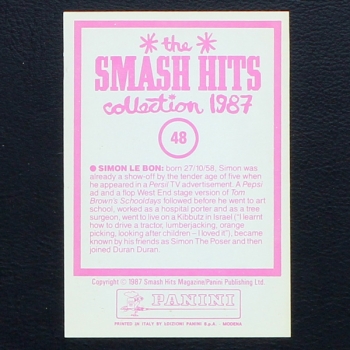 the
SMASH HITS
collection 1987
48
● SIMON LE BON: born 27/10/58, Simon was
already a show-off by the tender age of five when
he appeared in a Persil TV advertisement. A Pepsi
ad and a flop West End stage version of Tom
Brown's Schooldays followed before he went to art
school, worked as a hospital porter and as a tree
surgeon, went to live on a Kibbutz in Israel ("I learnt
how to drive a tractor, lumberjacking, orange
picking, looking after children – I loved it"), became
known by his friends as Simon The Poser and then
joined Duran Duran.
Copyright © 1987 Smash Hits Magazine/Panini Publishing Ltd.
PANINI
PRINTED IN ITALY BY EDIZIONI PANINI S.p.A. - MODENA